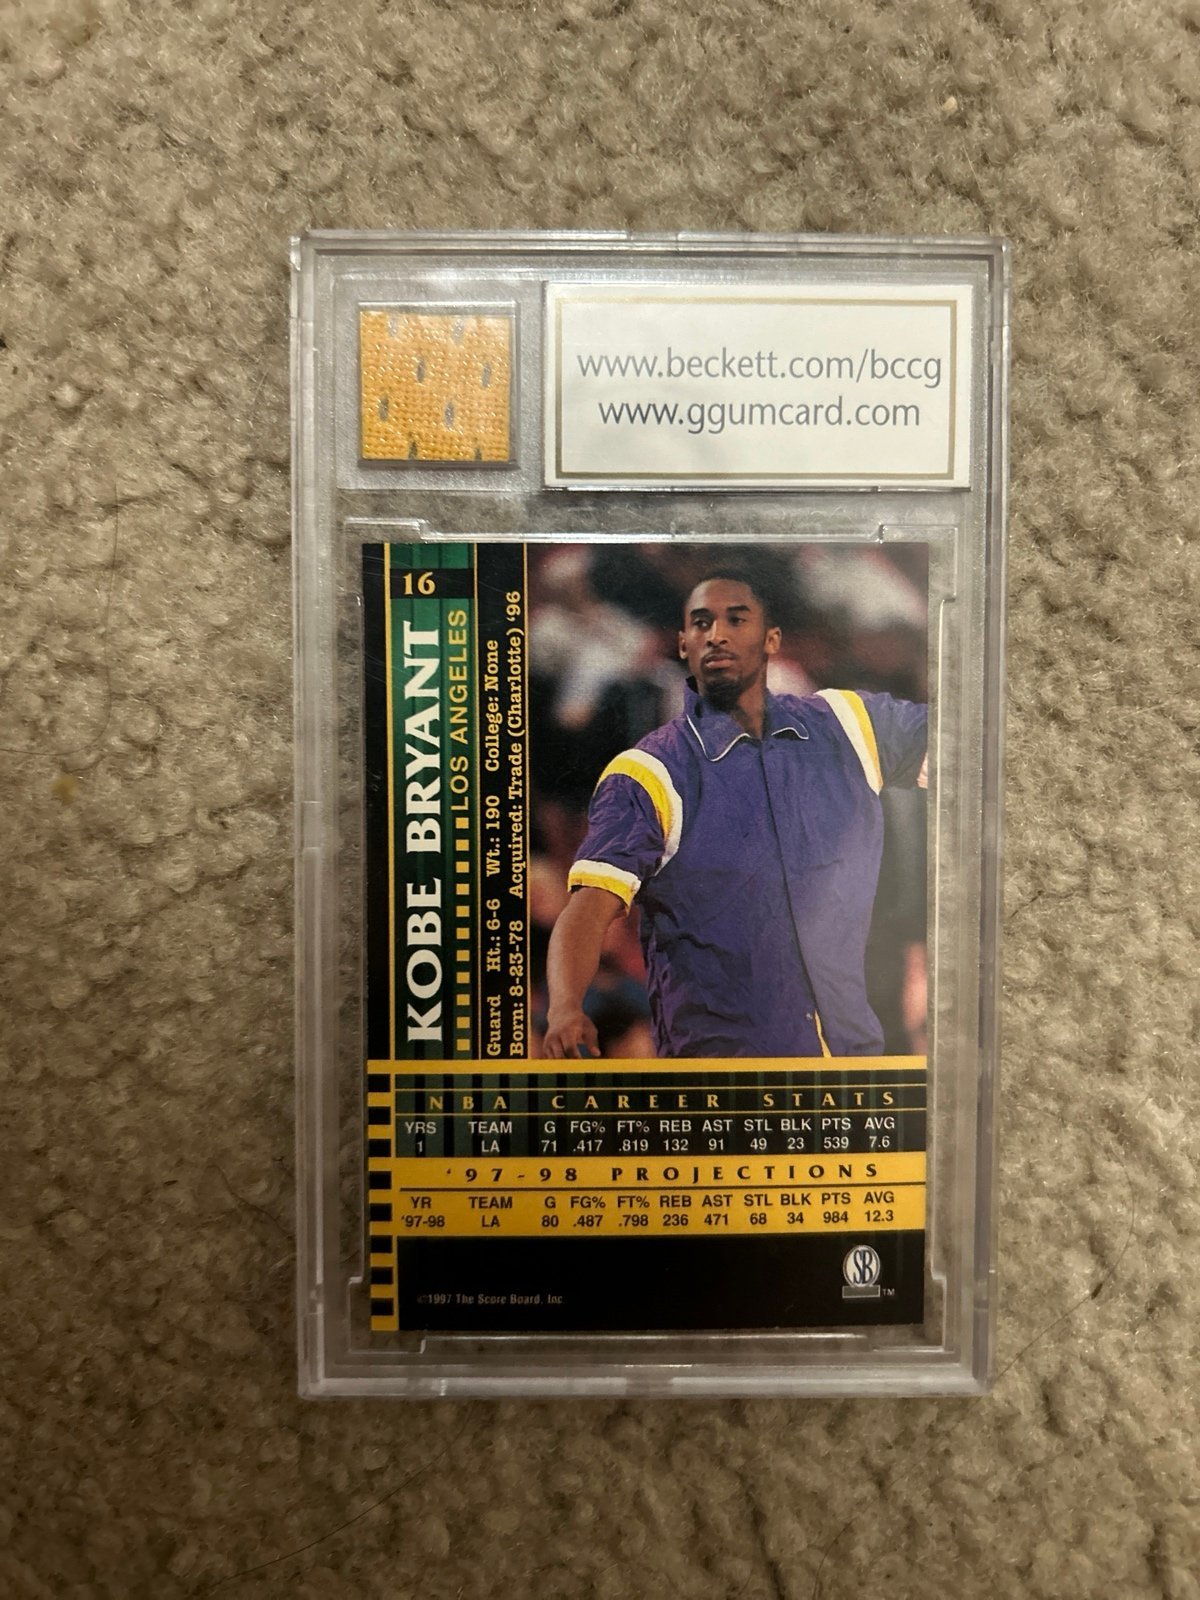 www.beckett.com/bccg
www.ggumcard.com
16
KOBE BRYANT
LOS ANGELES
Guard Ht.: 6-6 Wt.: 190 College: None
Born: 8-23-78 Acquired: Trade (Charlotte) '96
NBA CAREER STATS
YRS TEAM G FG% FT% REB AST STL BLK PTS AVG
1 LA 71 .417 .819 132 91 49 23 539 7.6
'97-98 PROJECTIONS
YR TEAM G FG% FT% REB AST STL BLK PTS AVG
'97-98 LA 80 .487 .798 236 471 68 34 984 12.3
SB
TM
©1997 The Score Board, Inc.